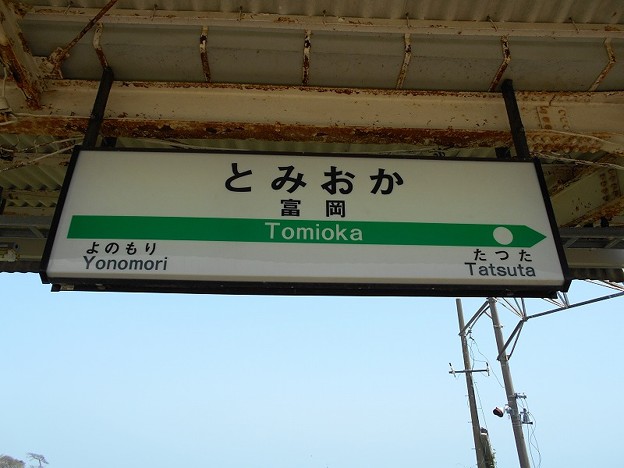 とみおか
富岡
Tomioka
よのもり
Yonomori
たつた
Tatsuta